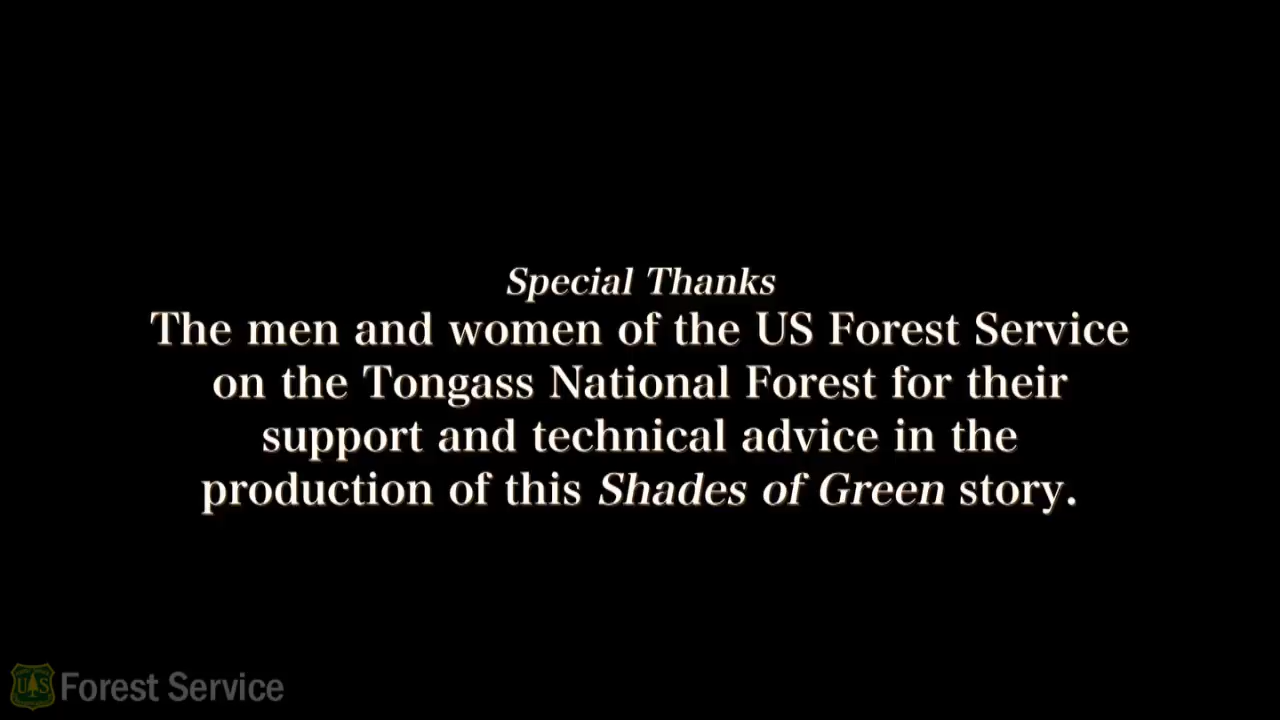 Special Thanks
The men and women of the US Forest Service
on the Tongass National Forest for their
support and technical advice in the
production of this Shades of Green story.
US Forest Service